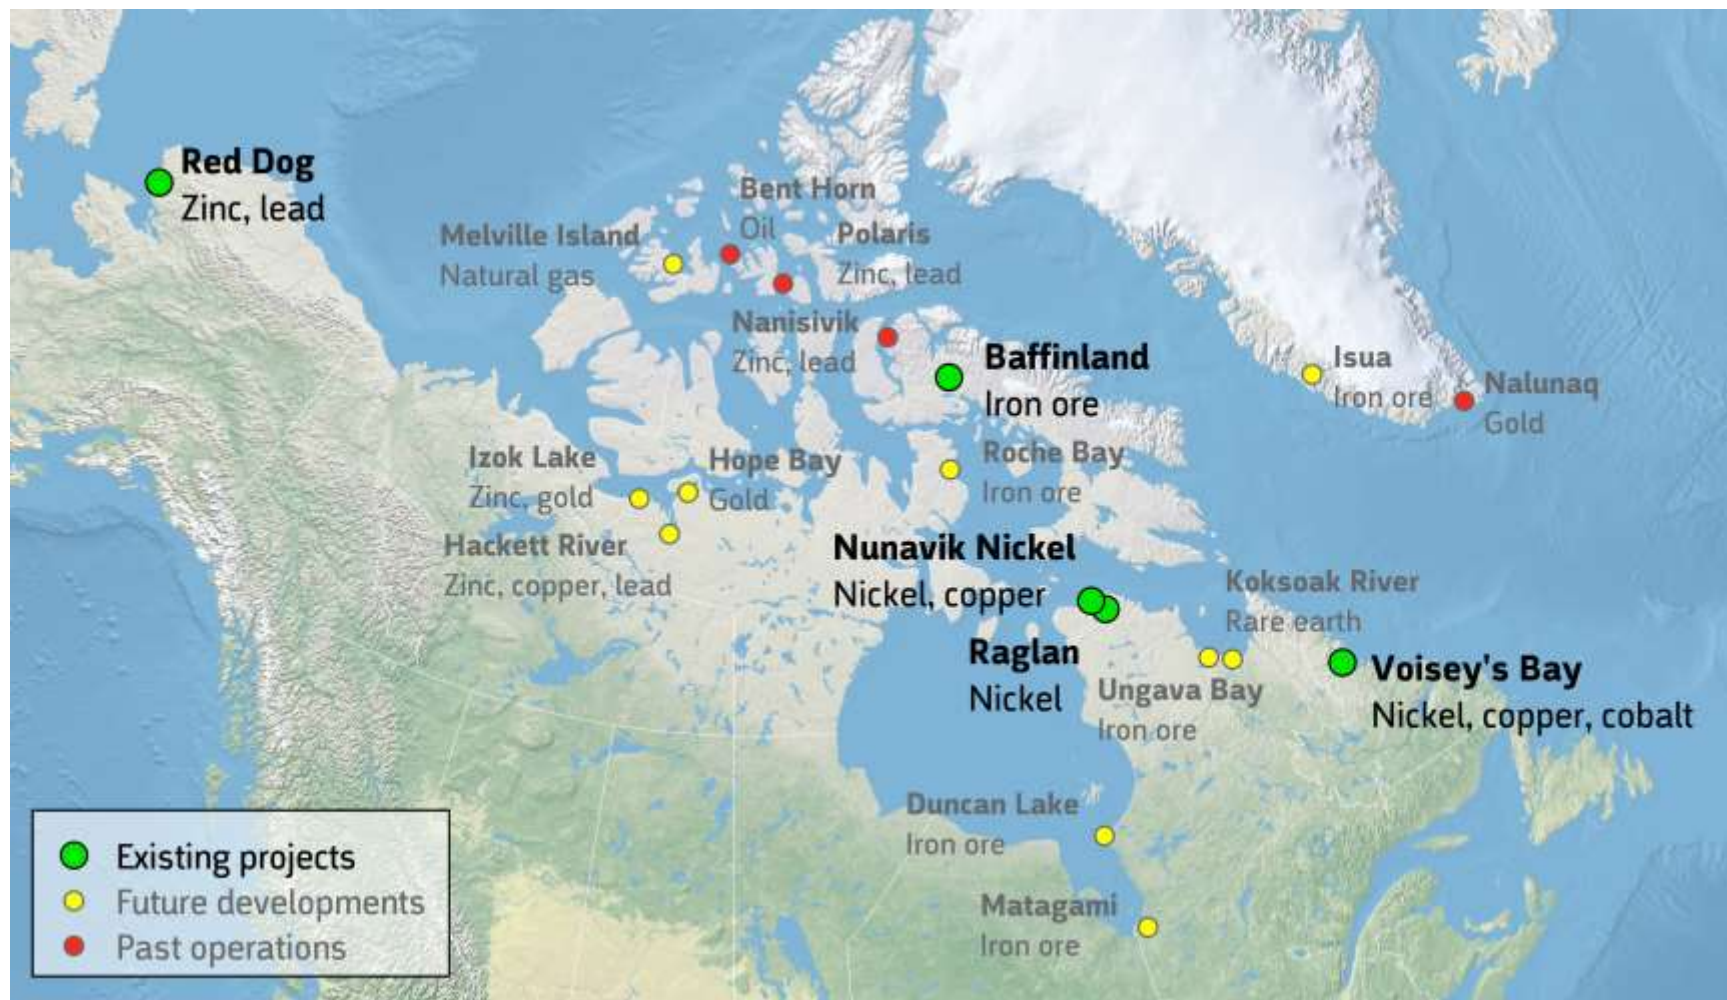 Red Dog
Zinc, lead
Bent Horn
Oil
Melville Island
Natural gas
Polaris
Zinc, lead
Nanisivik
Zinc, lead
Baffinland
Iron ore
Isua
Iron ore
Nalunaq
Gold
Izok Lake
Zinc, gold
Hope Bay
Gold
Roche Bay
Iron ore
Hackett River
Zinc, copper, lead
Nunavik Nickel
Nickel, copper
Koksoak River
Rare earth
Raglan
Nickel
Ungava Bay
Iron ore
Voisey's Bay
Nickel, copper, cobalt
Duncan Lake
Iron ore
Matagami
Iron ore
Existing projects
Future developments
Past operations